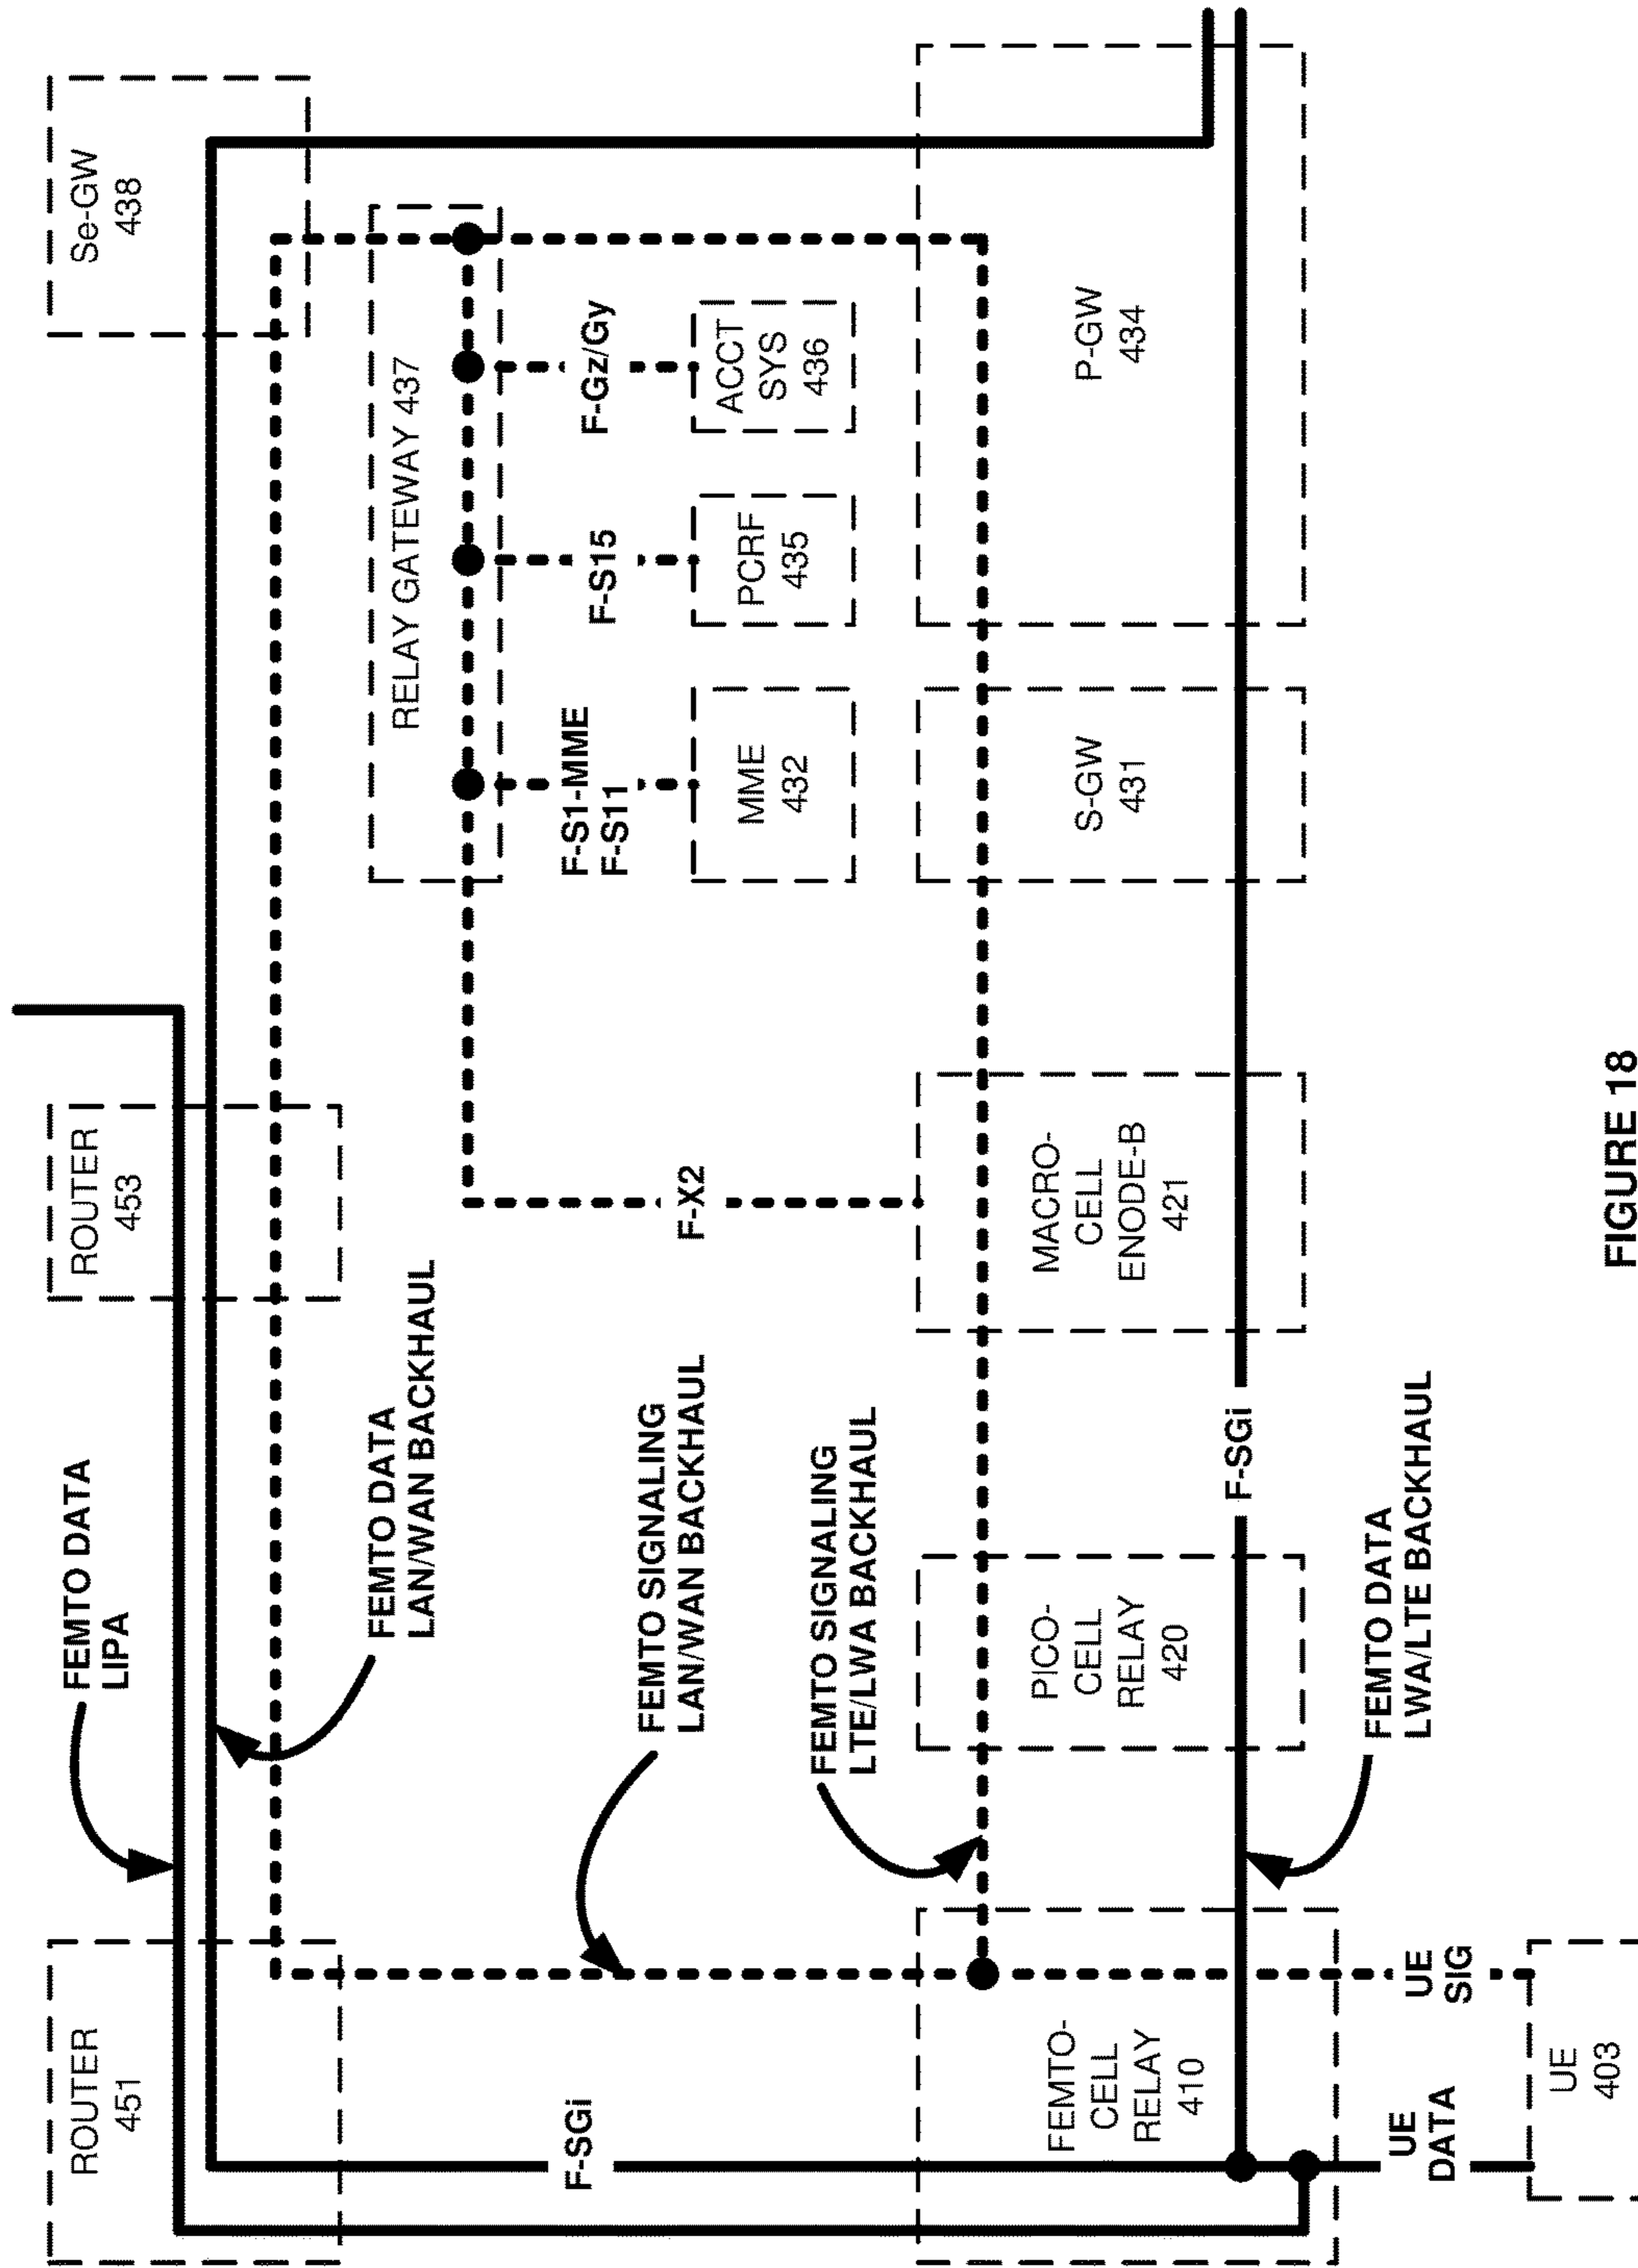 ROUTER
451
ROUTER
453
Se-GW
438
FEMTO DATA
LIPA
FEMTO DATA
LAN/WAN BACKHAUL
RELAY GATEWAY 437
F-SGi
FEMTO SIGNALING
LAN/WAN BACKHAUL
F-X2
F-S1-MME
F-S11
F-S15
F-Gz/Gy
MME
432
PCRF
435
ACCT
SYS
436
FEMTO SIGNALING
LTE/LWA BACKHAUL
FEMTO-
CELL
RELAY
410
PICO-
CELL
RELAY
420
MACRO-
CELL
ENODE-B
421
S-GW
431
P-GW
434
F-SGi
FEMTO DATA
LWA/LTE BACKHAUL
UE
DATA
UE
SIG
UE
403
FIGURE 18